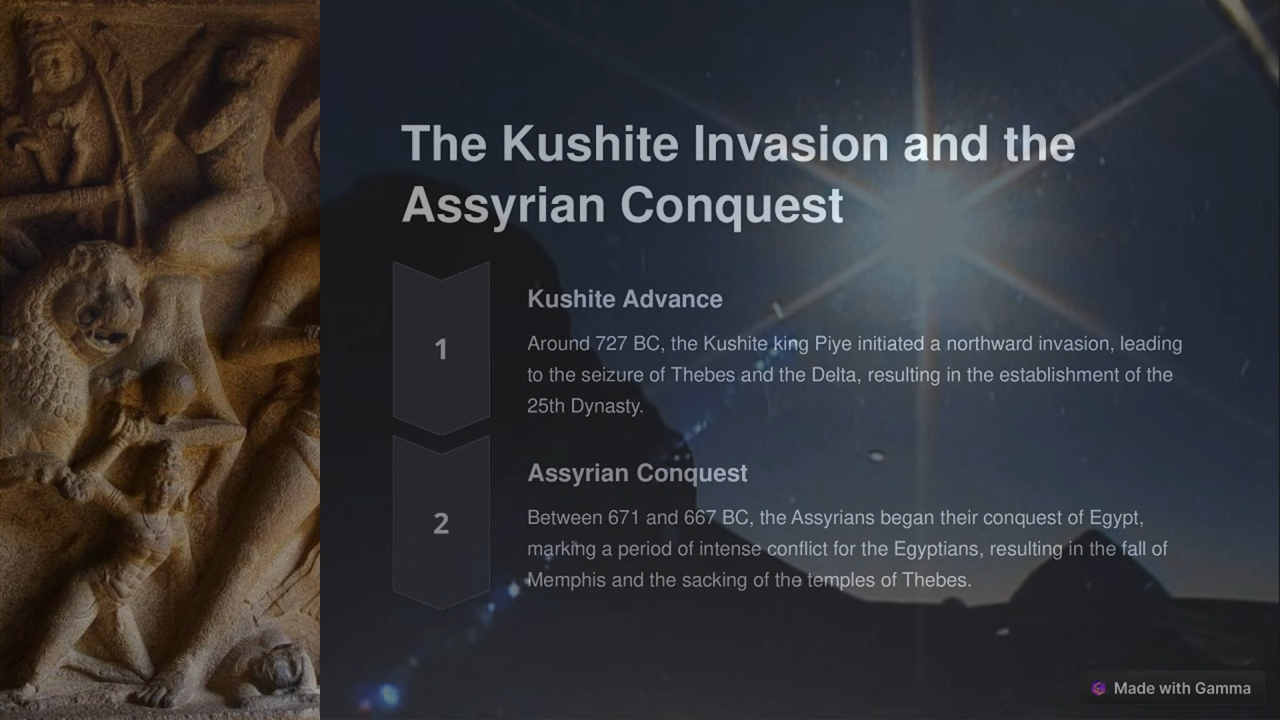 The Kushite Invasion and the
Assyrian Conquest
1
Kushite Advance
Around 727 BC, the Kushite king Piye initiated a northward invasion, leading
to the seizure of Thebes and the Delta, resulting in the establishment of the
25th Dynasty.
2
Assyrian Conquest
Between 671 and 667 BC, the Assyrians began their conquest of Egypt,
marking a period of intense conflict for the Egyptians, resulting in the fall of
Memphis and the sacking of the temples of Thebes.
Made with Gamma